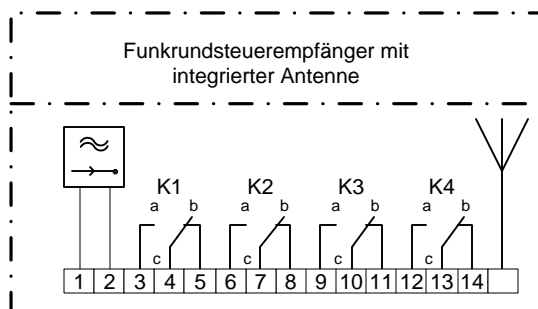 Funkrundsteuerempfänger mit
integrierter Antenne
K1 K2 K3 K4
a b a b a b a b
c c c c
1 2 3 4 5 6 7 8 9 10 11 12 13 14